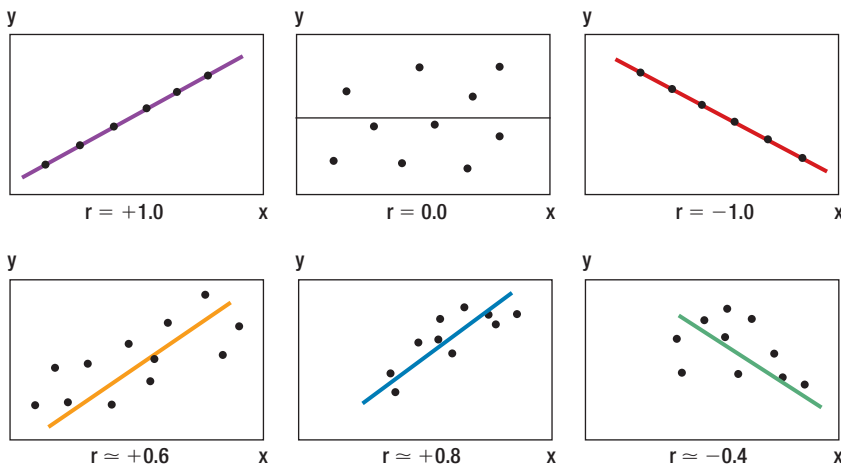 y y y
r = +1.0 x r = 0.0 x r = −1.0 x
y y y
r ≃ +0.6 x r ≃ +0.8 x r ≃ −0.4 x